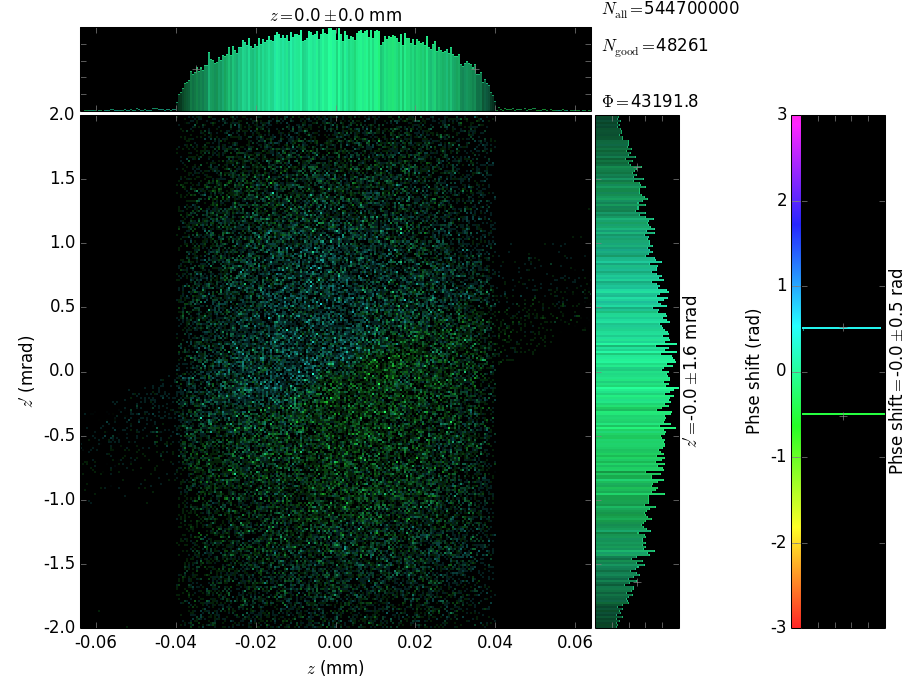 z=0.0±0.0 mm
N_all=544700000
N_good=48261
Φ=43191.8
2.0
1.5
1.0
0.5
0.0
-0.5
-1.0
-1.5
-2.0
z′ (mrad)
-0.06 -0.04 -0.02 0.00 0.02 0.04 0.06
z (mm)
z′=-0.0±1.6 mrad
3
2
1
0
-1
-2
-3
Phse shift (rad)
Phse shift=-0.0±0.5 rad